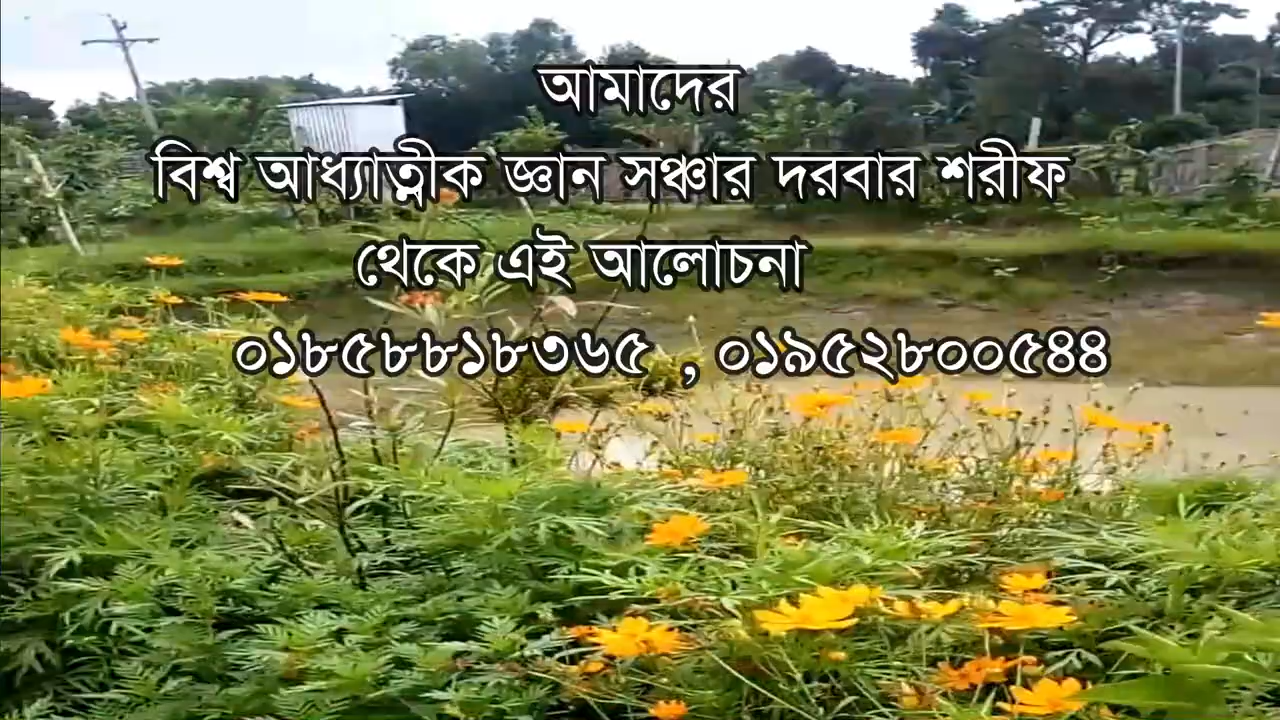 আমাদের
বিশ্ব আধ্যাত্নীক জ্ঞান সঞ্চার দরবার শরীফ
থেকে এই আলোচনা
০১৮৫৮৮১৮৩৬৫ , ০১৯৫২৮০০৫৪৪